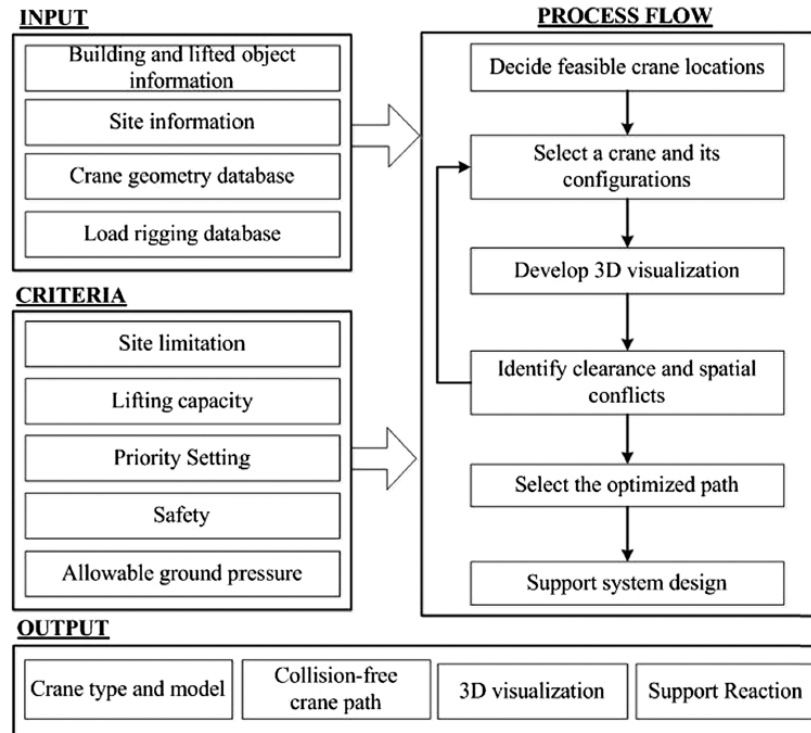 INPUT
Building and lifted object
information
Site information
Crane geometry database
Load rigging database
CRITERIA
Site limitation
Lifting capacity
Priority Setting
Safety
Allowable ground pressure
PROCESS FLOW
Decide feasible crane locations
Select a crane and its
configurations
Develop 3D visualization
Identify clearance and spatial
conflicts
Select the optimized path
Support system design
OUTPUT
Crane type and model
Collision-free
crane path
3D visualization
Support Reaction